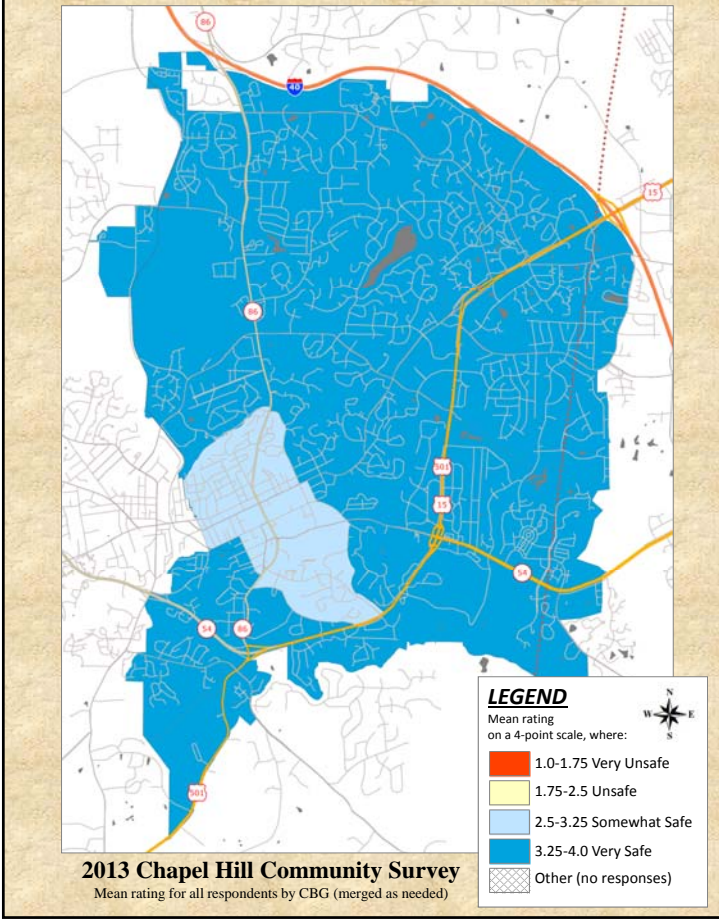 86
40
15
86
501
15
54
54
86
501
LEGEND
Mean rating
on a 4-point scale, where:
N
W E
S
1.0-1.75 Very Unsafe
1.75-2.5 Unsafe
2.5-3.25 Somewhat Safe
3.25-4.0 Very Safe
Other (no responses)
2013 Chapel Hill Community Survey
Mean rating for all respondents by CBG (merged as needed)